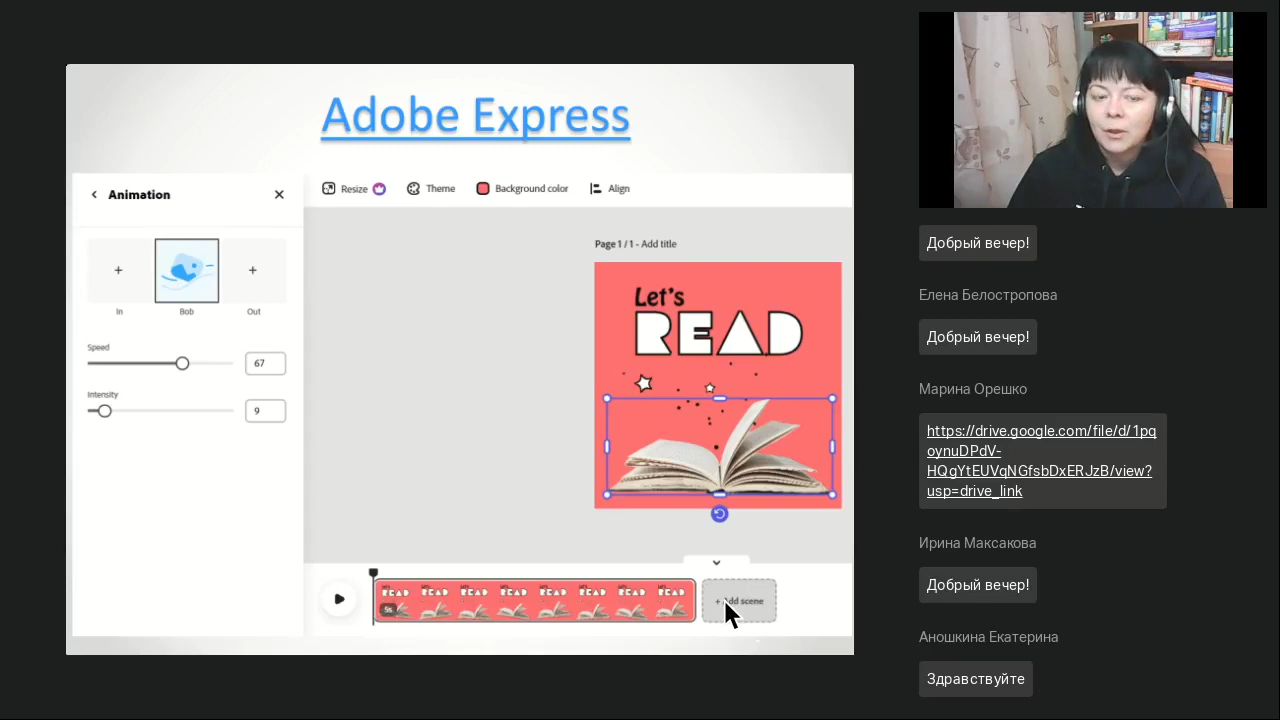 Adobe Express
Animation
In
Bob
Out
Speed
67
Intensity
9
Resize
Theme
Background color
Align
Page 1 / 1 - Add title
Let's
READ
5s
+ Add scene
Добрый вечер!
Елена Белостропова
Добрый вечер!
Марина Орешко
https://drive.google.com/file/d/1pq
oynuDPdV-
HQgYtEUVqNGfsbDxERJzB/view?
usp=drive_link
Ирина Максакова
Добрый вечер!
Аношкина Екатерина
Здравствуйте